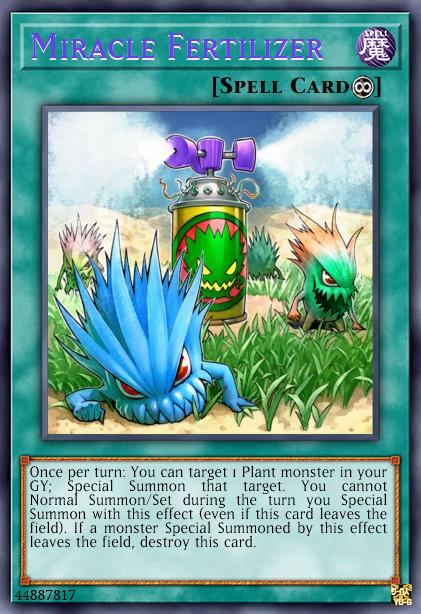 Miracle Fertilizer
SPELL
魔
[Spell Card]
Once per turn: You can target 1 Plant monster in your
GY; Special Summon that target. You cannot
Normal Summon/Set during the turn you Special
Summon with this effect (even if this card leaves the
field). If a monster Special Summoned by this effect
leaves the field, destroy this card.
44887817